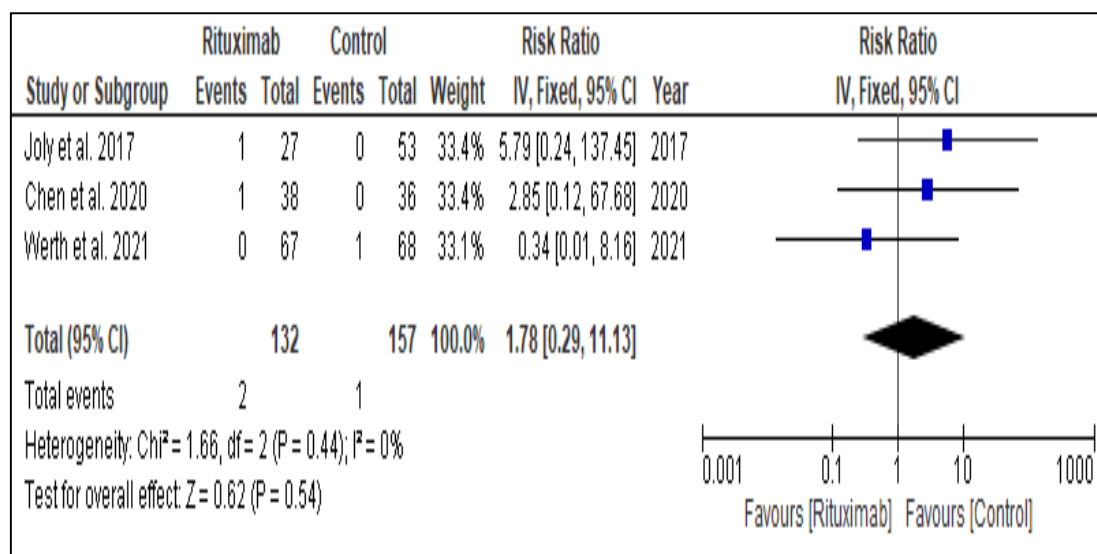 Rituximab Control Risk Ratio Risk Ratio
Study or Subgroup Events Total Events Total Weight IV, Fixed, 95% CI Year IV, Fixed, 95% CI
Joly et al. 2017 1 27 0 53 33.4% 5.79 [0.24, 137.45] 2017
Chen et al. 2020 1 38 0 36 33.4% 2.85 [0.12, 67.68] 2020
Werth et al. 2021 0 67 1 68 33.1% 0.34 [0.01, 8.16] 2021
Total (95% CI) 132 157 100.0% 1.78 [0.29, 11.13]
Total events 2 1
Heterogeneity: Chi² = 1.66, df = 2 (P = 0.44); I² = 0%
Test for overall effect: Z = 0.62 (P = 0.54)
0.001 0.1 1 10 1000
Favours [Rituximab] Favours [Control]